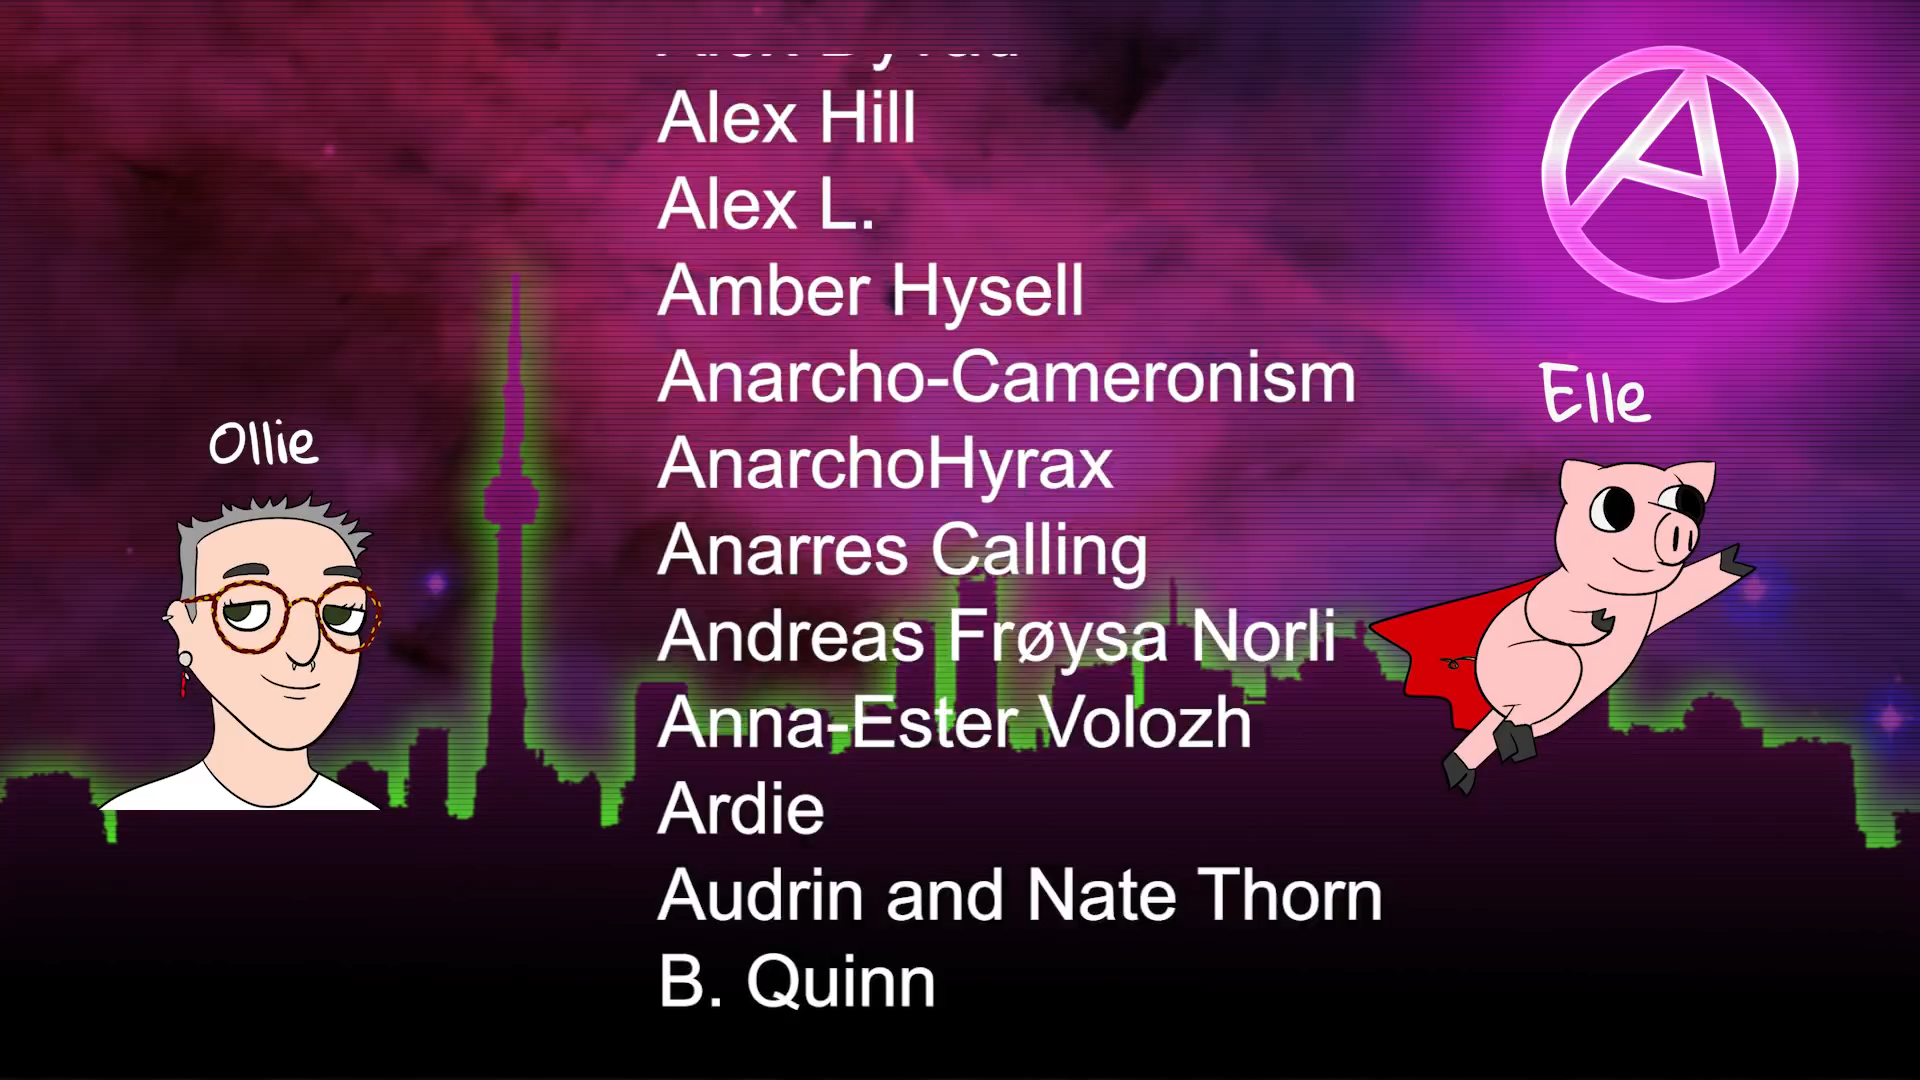 Alex
Alex Hill
Alex L.
Amber Hysell
Anarcho-Cameronism
AnarchoHyrax
Anarres Calling
Andreas Frøysa Norli
Anna-Ester Volozh
Ardie
Audrin and Nate Thorn
B. Quinn
Ollie
Elle